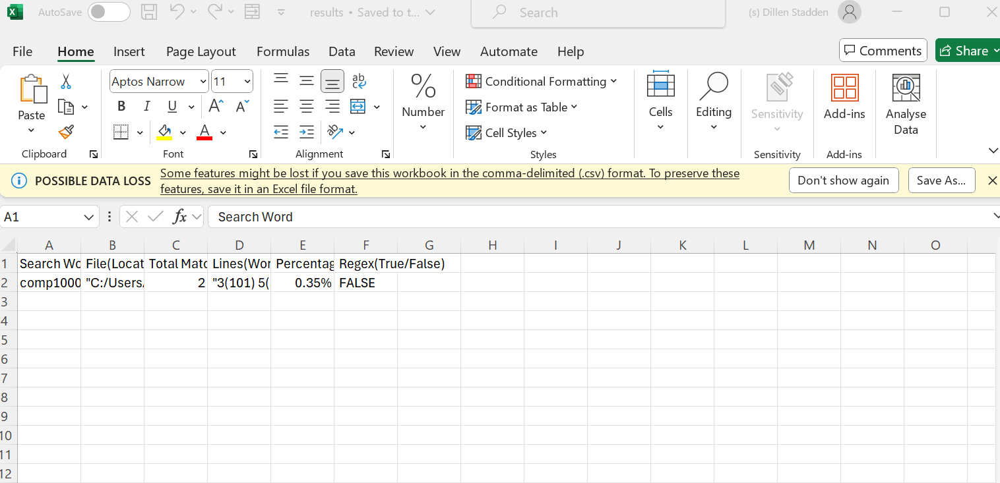 AutoSave results • Saved to t... Search (s) Dillen Stadden
File Home Insert Page Layout Formulas Data Review View Automate Help Comments Share
Aptos Narrow 11 ab Conditional Formatting
Paste B I U A A Number Format as Table Cells Editing Sensitivity Add-ins Analyse Data
A Cell Styles
Clipboard Font Alignment Styles Sensitivity Add-ins
POSSIBLE DATA LOSS Some features might be lost if you save this workbook in the comma-delimited (.csv) format. To preserve these Don't show again Save As...
features, save it in an Excel file format.
A1 fx Search Word
A B C D E F G H I J K L M N O
1 Search Wo File(Locat Total Matc Lines(Wor Percentag Regex(True/False)
2 comp1000 "C:/Users/ 2 "3(101) 5( 0.35% FALSE
3
4
5
6
7
8
9
10
11
12